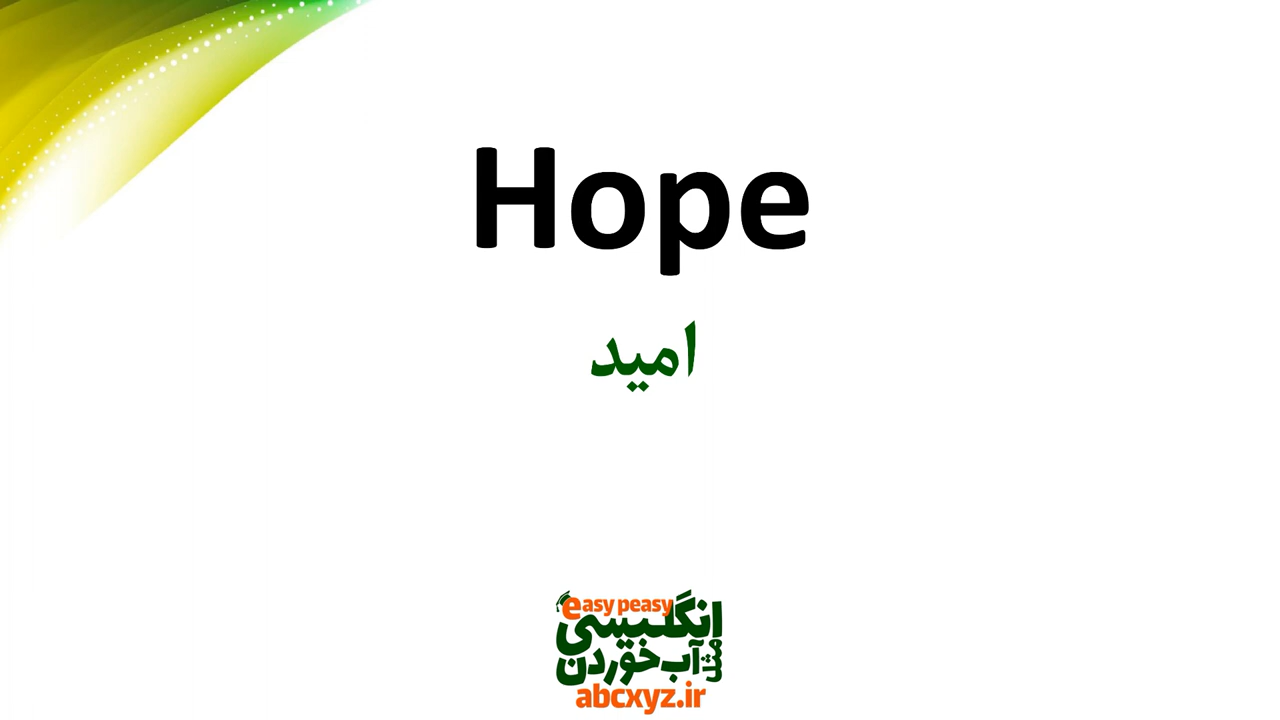 Hope
امید
easy peasy
انگلیسی
مثل آب خوردن
abcxyz.ir